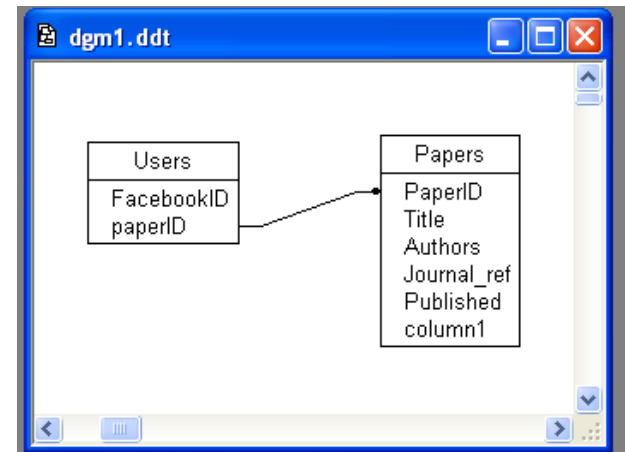 dgm1.ddt
Users
FacebookID
paperID
Papers
PaperID
Title
Authors
Journal_ref
Published
column1